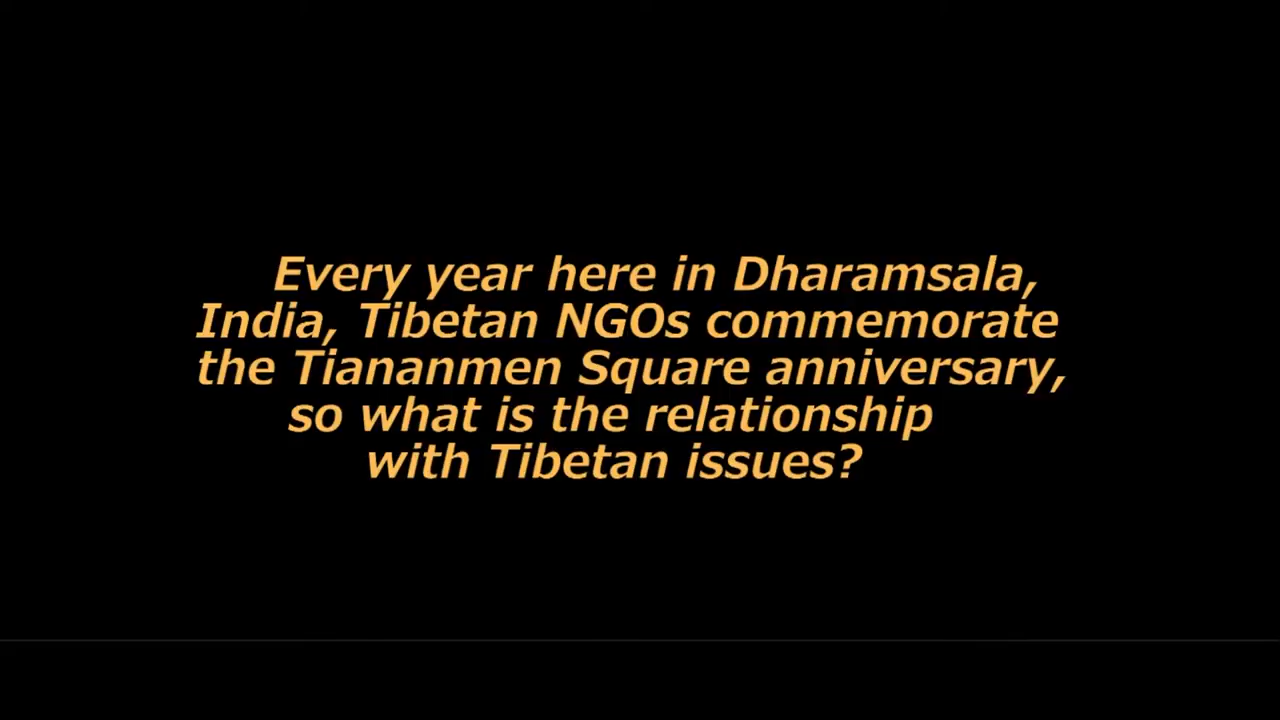 Every year here in Dharamsala,
India, Tibetan NGOs commemorate
the Tiananmen Square anniversary,
so what is the relationship
with Tibetan issues?